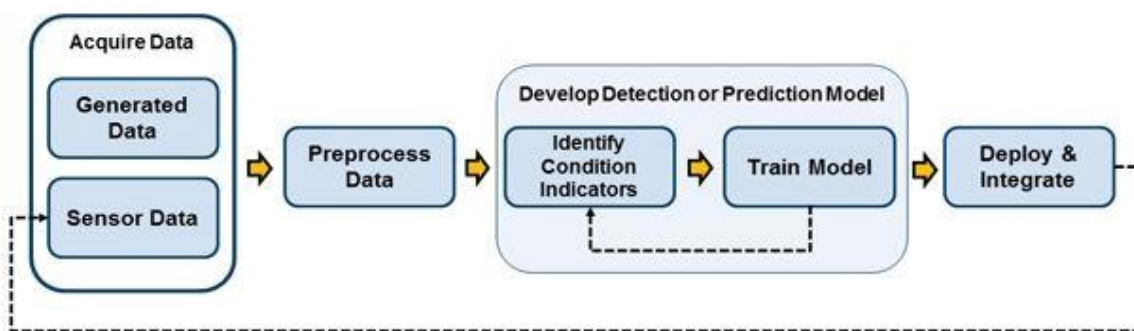 Acquire Data
Generated
Data
Sensor Data
Preprocess
Data
Develop Detection or Prediction Model
Identify
Condition
Indicators
Train Model
Deploy &
Integrate